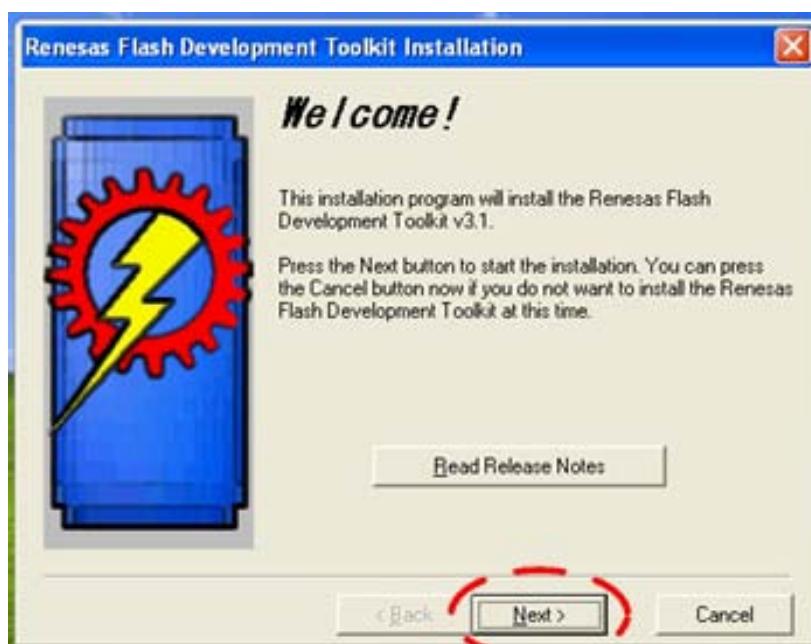 Renesas Flash Development Toolkit Installation
Welcome!
This installation program will install the Renesas Flash
Development Toolkit v3.1.
Press the Next button to start the installation. You can press
the Cancel button now if you do not want to install the Renesas
Flash Development Toolkit at this time.
Read Release Notes
< Back
Next >
Cancel